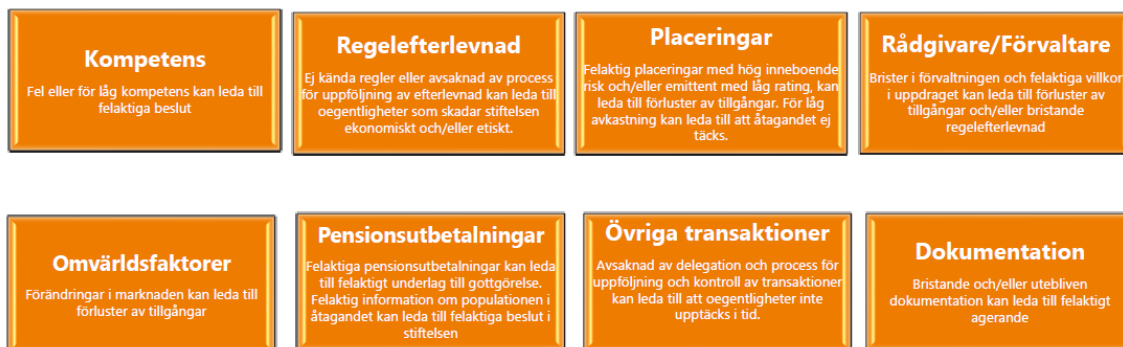 Kompetens
Fel eller för låg kompetens kan leda till
felaktiga beslut
Regelefterlevnad
Ej kända regler eller avsaknad av process
för uppföljning av efterlevnad kan leda till
oegentligheter som skadar stiftelsen
ekonomiskt och/eller etiskt.
Placeringar
Felaktig placeringar med hög inneboende
risk och/eller emittent med låg rating, kan
leda till förluster av tillgångar. För låg
avkastning kan leda till att åtagandet ej
täcks.
Rådgivare/Förvaltare
Brister i förvaltningen och felaktiga villkor
i uppdraget kan leda till förluster av
tillgångar och/eller bristande
regelefterlevnad
Omvärldsfaktorer
Förändringar i marknaden kan leda till
förluster av tillgångar
Pensionsutbetalningar
Felaktiga pensionsutbetalningar kan leda
till felaktigt underlag till gottgörelse.
Felaktig information om populationen i
åtagandet kan leda till felaktiga beslut i
stiftelsen
Övriga transaktioner
Avsaknad av delegation och process för
uppföljning och kontroll av transaktioner
kan leda till att oegentligheter inte
upptäcks i tid.
Dokumentation
Bristande och/eller utebliven
dokumentation kan leda till felaktigt
agerande